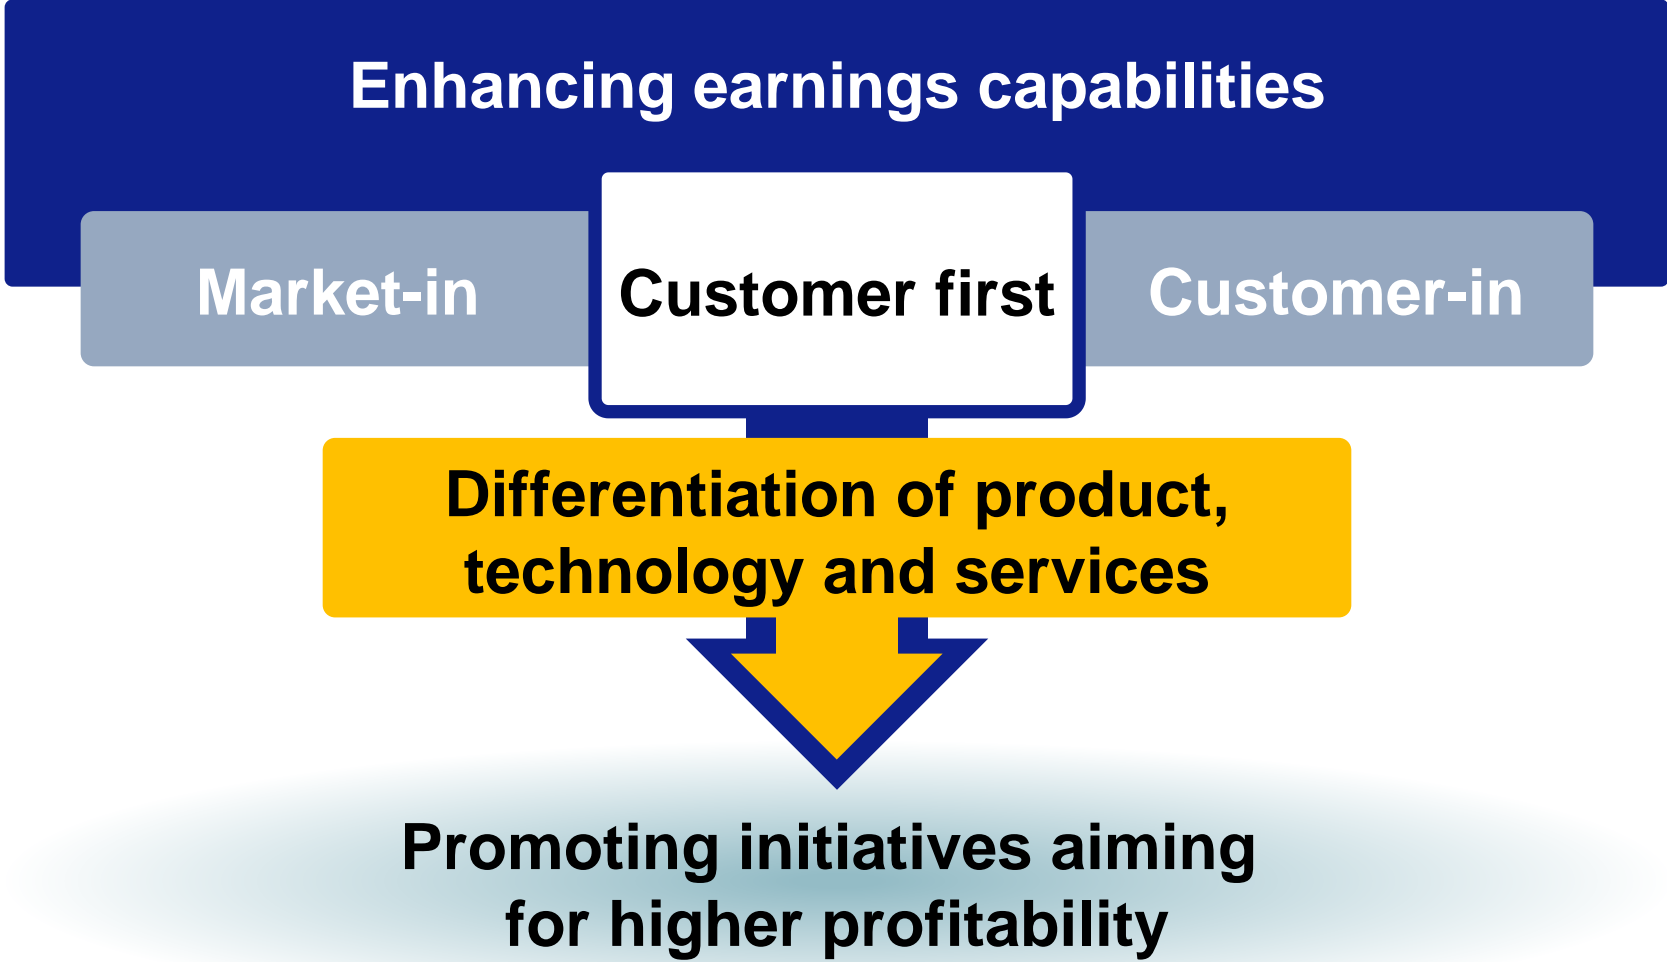 Enhancing earnings capabilities
Market-in
Customer first
Customer-in
Differentiation of product,
technology and services
Promoting initiatives aiming
for higher profitability